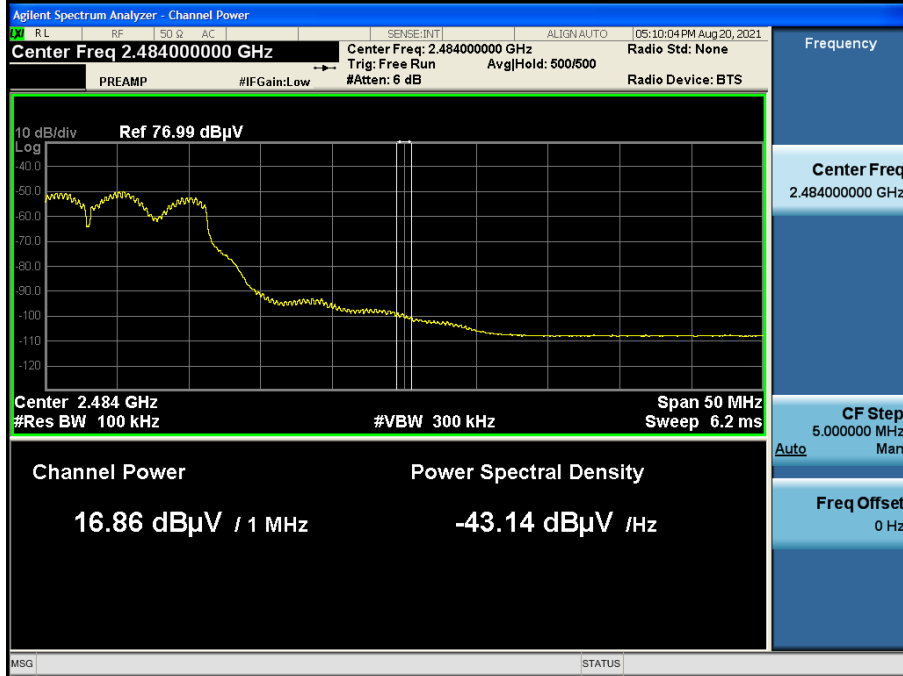 Agilent Spectrum Analyzer - Channel Power
LXI RL RF 50 Ω AC SENSE:INT ALIGN AUTO 05:10:04 PM Aug 20, 2021
Center Freq 2.484000000 GHz
Center Freq: 2.484000000 GHz
Radio Std: None
Trig: Free Run Avg|Hold: 500/500
PREAMP #IFGain:Low #Atten: 6 dB Radio Device: BTS
10 dB/div Ref 76.99 dBµV
Log
-40.0
-50.0
-60.0
-70.0
-80.0
-90.0
-100
-110
-120
Center 2.484 GHz Span 50 MHz
#Res BW 100 kHz #VBW 300 kHz Sweep 6.2 ms
Channel Power Power Spectral Density
16.86 dBµV / 1 MHz -43.14 dBµV /Hz
Frequency
Center Freq
2.484000000 GHz
CF Step
5.000000 MHz
Auto Man
Freq Offset
0 Hz
MSG STATUS